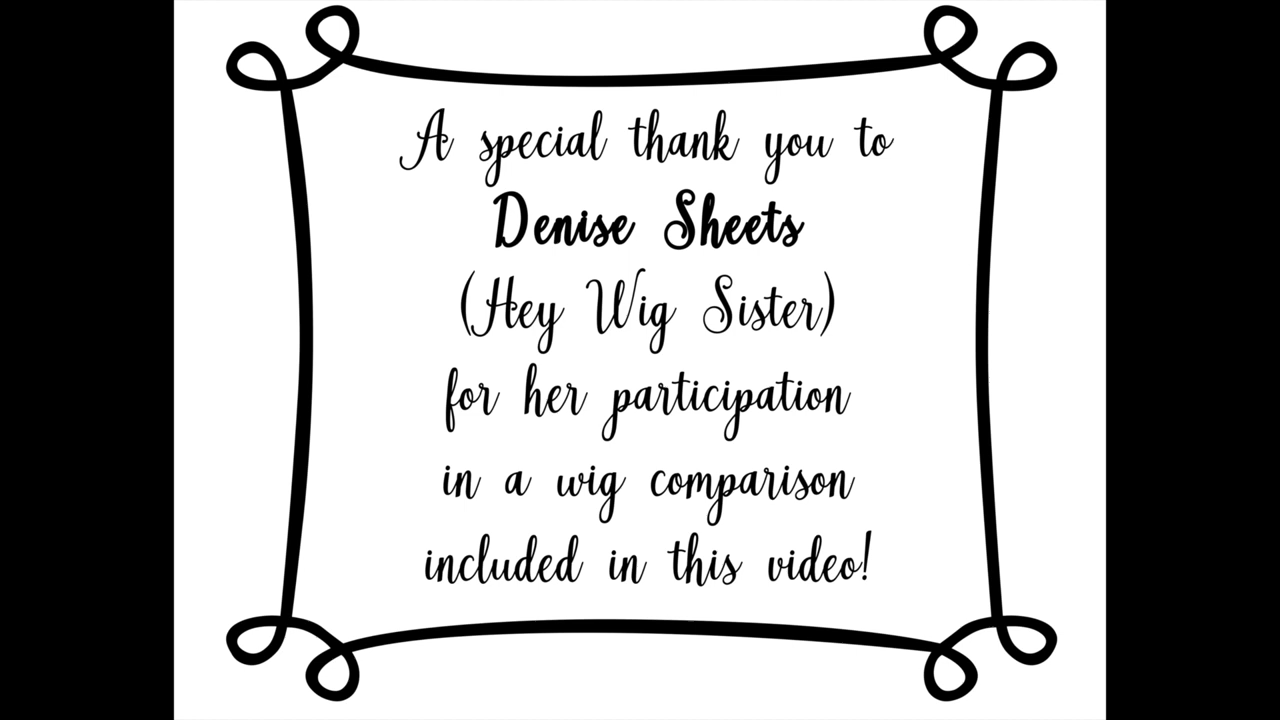 A special thank you to
Denise Sheets
(Hey Wig Sister)
for her participation
in a wig comparison
included in this video!